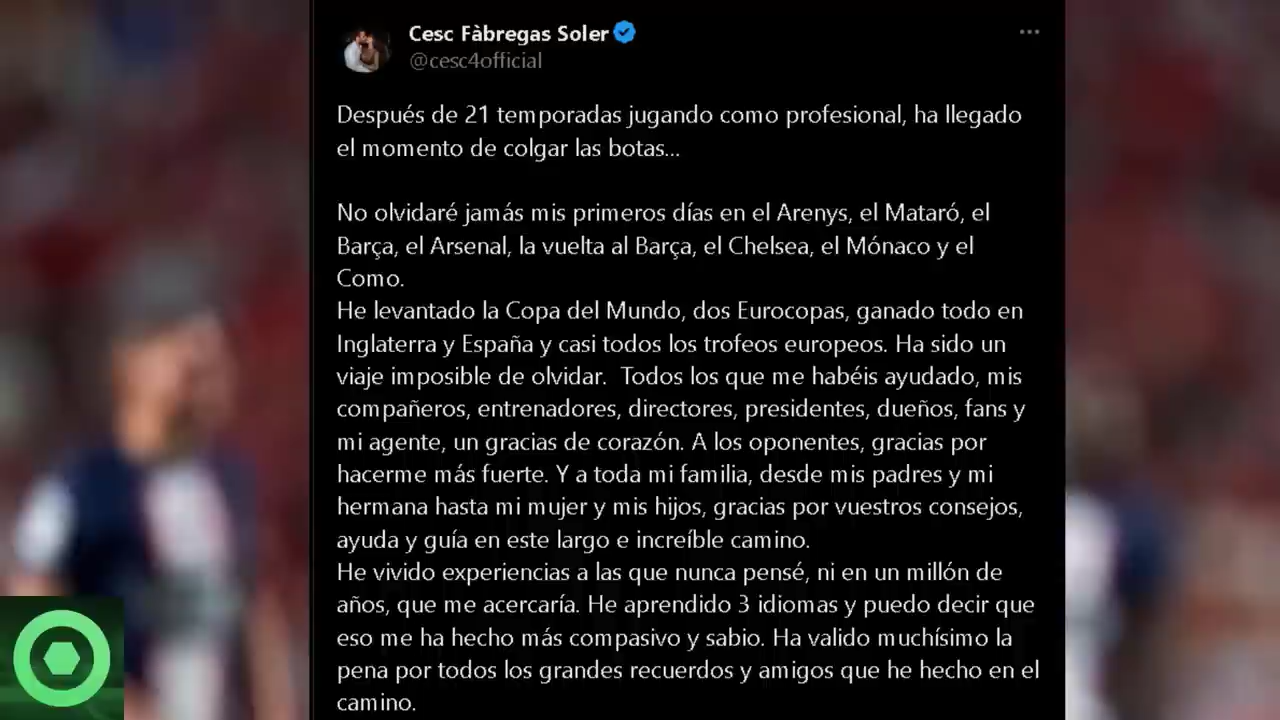 Cesc Fàbregas Soler
@cesc4official
Después de 21 temporadas jugando como profesional, ha llegado
el momento de colgar las botas...
No olvidaré jamás mis primeros días en el Arenys, el Mataró, el
Barça, el Arsenal, la vuelta al Barça, el Chelsea, el Mónaco y el
Como.
He levantado la Copa del Mundo, dos Eurocopas, ganado todo en
Inglaterra y España y casi todos los trofeos europeos. Ha sido un
viaje imposible de olvidar.  Todos los que me habéis ayudado, mis
compañeros, entrenadores, directores, presidentes, dueños, fans y
mi agente, un gracias de corazón. A los oponentes, gracias por
hacerme más fuerte. Y a toda mi familia, desde mis padres y mi
hermana hasta mi mujer y mis hijos, gracias por vuestros consejos,
ayuda y guía en este largo e increíble camino.
He vivido experiencias a las que nunca pensé, ni en un millón de
años, que me acercaría. He aprendido 3 idiomas y puedo decir que
eso me ha hecho más compasivo y sabio. Ha valido muchísimo la
pena por todos los grandes recuerdos y amigos que he hecho en el
camino.